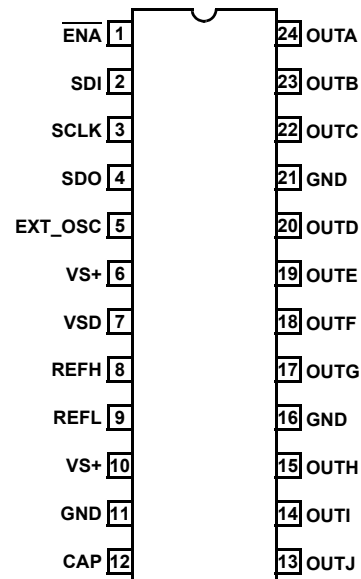 ENA 1 24 OUTA
SDI 2 23 OUTB
SCLK 3 22 OUTC
SDO 4 21 GND
EXT_OSC 5 20 OUTD
VS+ 6 19 OUTE
VSD 7 18 OUTF
REFH 8 17 OUTG
REFL 9 16 GND
VS+ 10 15 OUTH
GND 11 14 OUTI
CAP 12 13 OUTJ